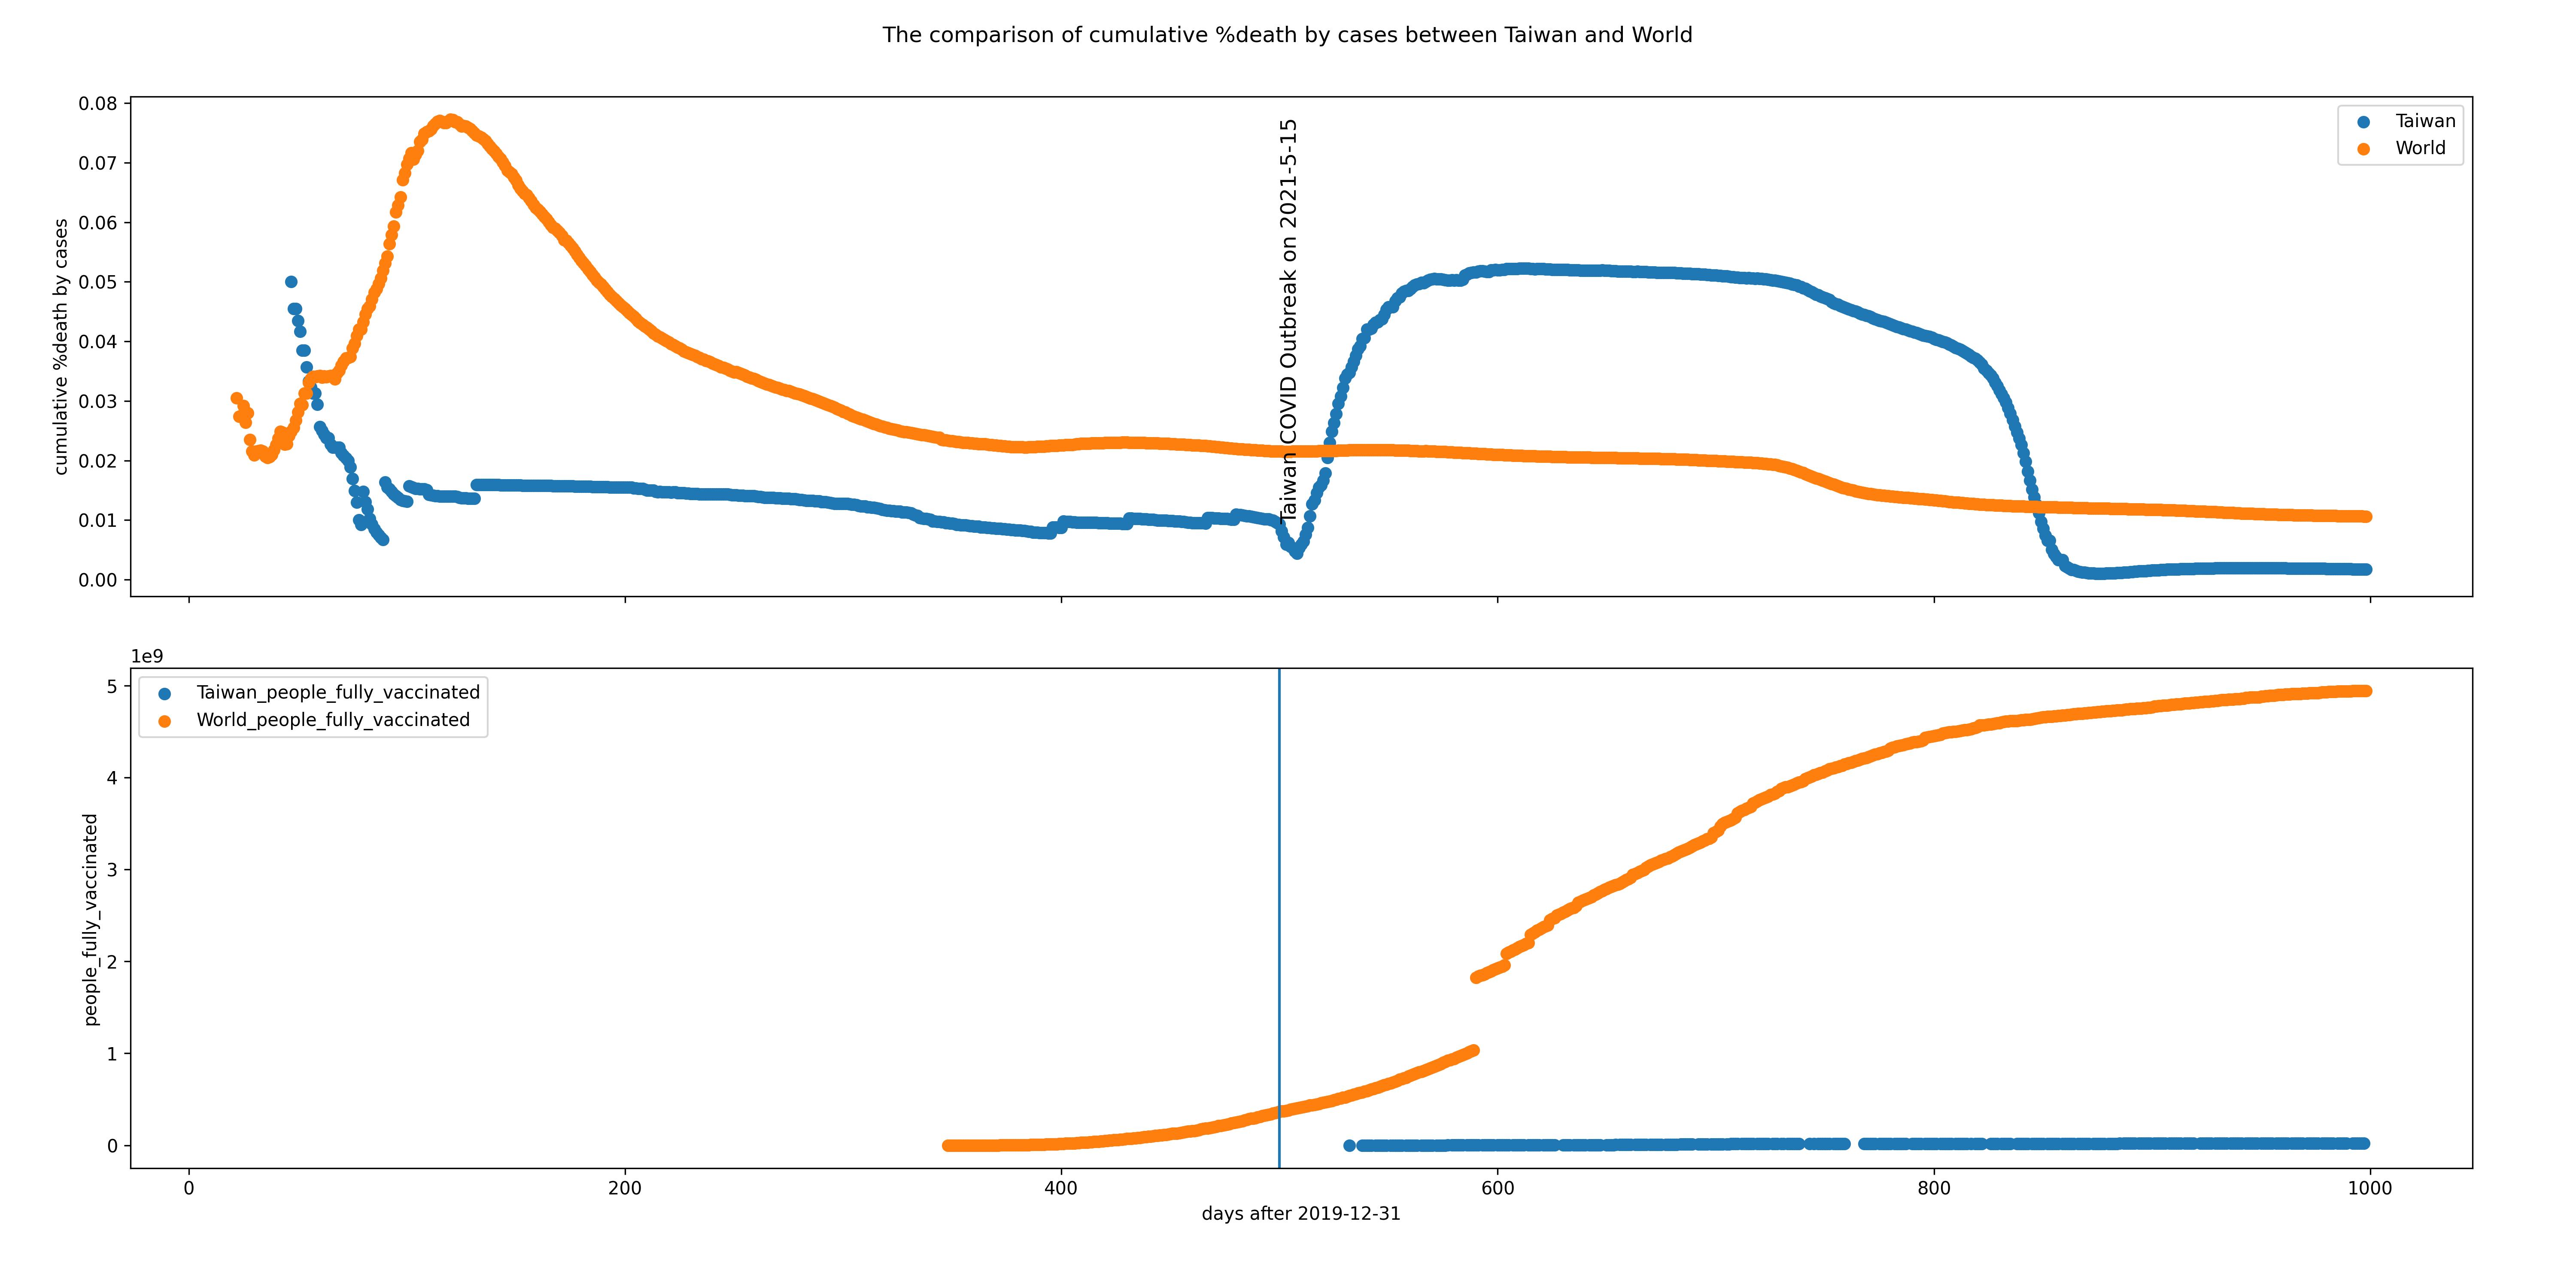 The comparison of cumulative %death by cases between Taiwan and World
cumulative %death by cases
0.08
0.07
0.06
0.05
0.04
0.03
0.02
0.01
0.00
Taiwan COVID Outbreak on 2021-5-15
Taiwan
World
1e9
people_fully_vaccinated
5
4
3
2
1
0
Taiwan_people_fully_vaccinated
World_people_fully_vaccinated
0
200
400
600
800
1000
days after 2019-12-31